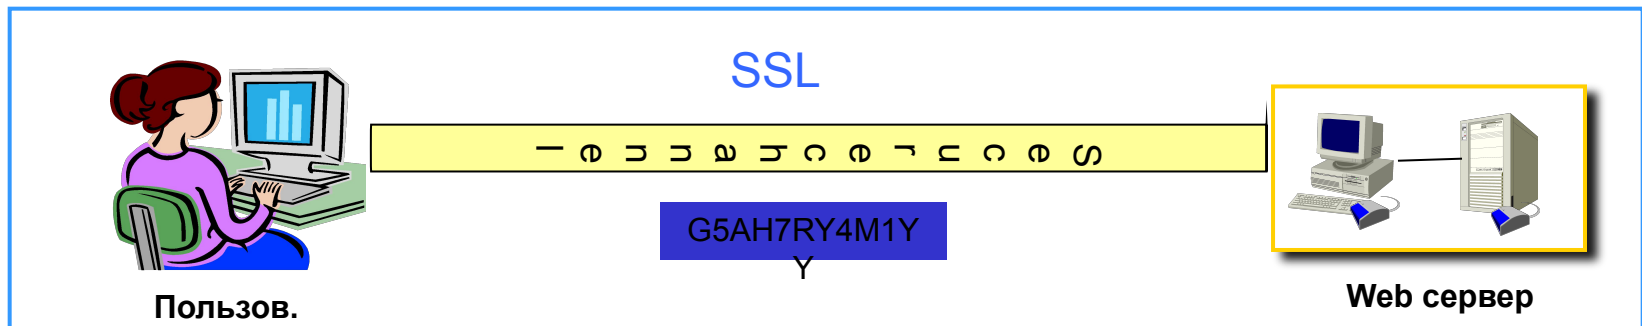 SSL
Secure channel
G5AH7RY4M1Y
Y
Пользов.
Web сервер